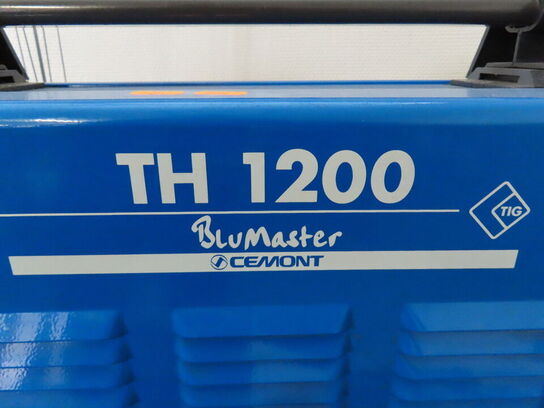 TH 1200
TIG
BluMaster
CEMONT